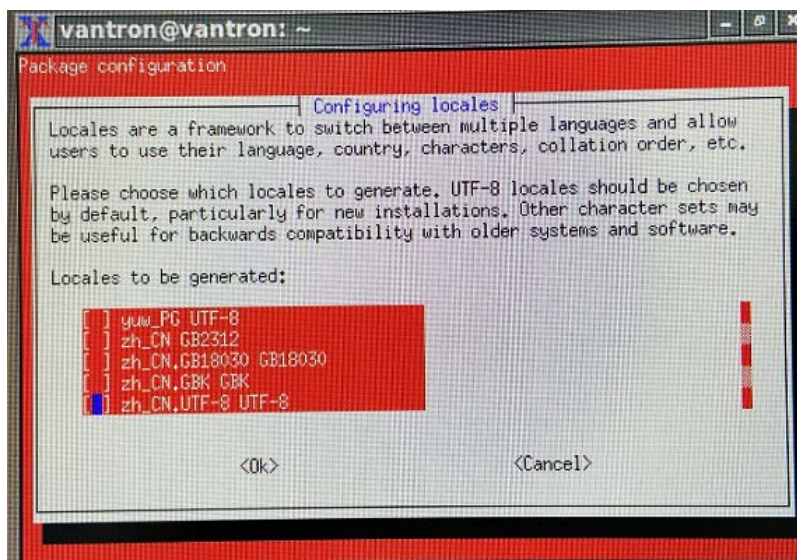 vantron@vantron: ~
Package configuration
Configuring locales
Locales are a framework to switch between multiple languages and allow
users to use their language, country, characters, collation order, etc.
Please choose which locales to generate. UTF-8 locales should be chosen
by default, particularly for new installations. Other character sets may
be useful for backwards compatibility with older systems and software.
Locales to be generated:
[ ] yuw_PG UTF-8
[ ] zh_CN GB2312
[ ] zh_CN.GB18030 GB18030
[ ] zh_CN.GBK GBK
[ ] zh_CN.UTF-8 UTF-8
<Ok> <Cancel>